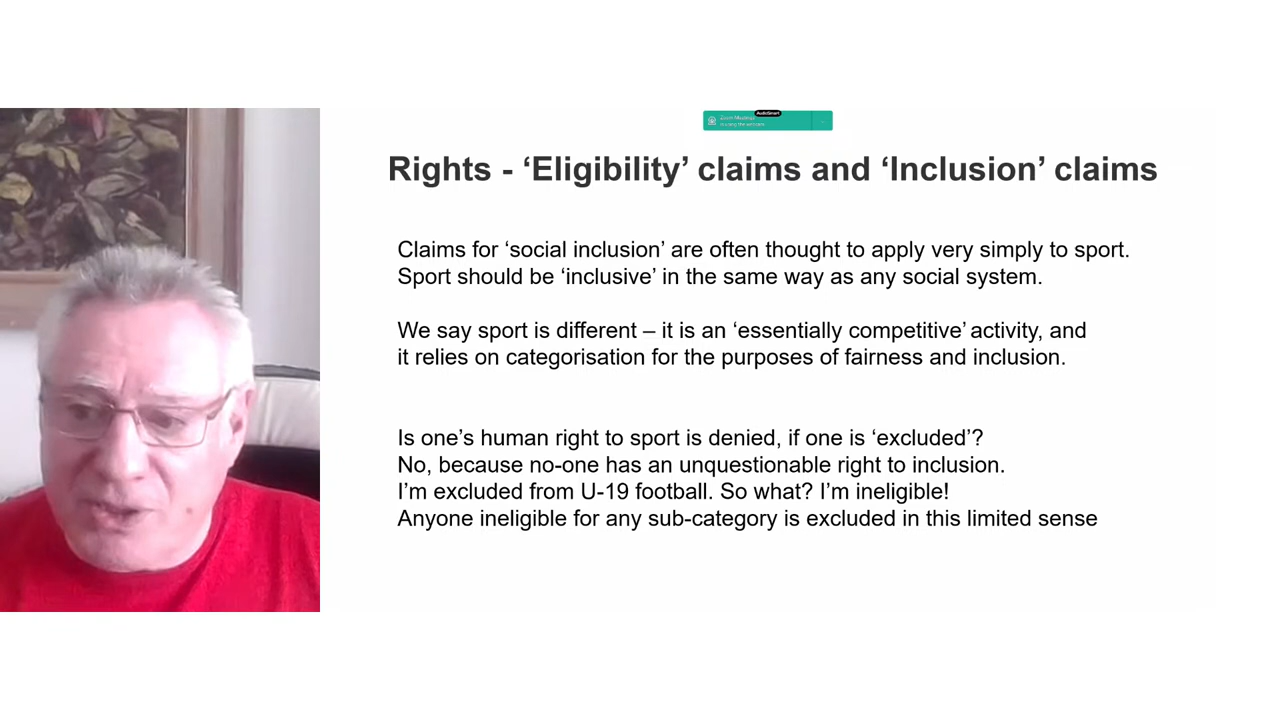 AudioSmart
Zoom Meetings
Rights - ‘Eligibility’ claims and ‘Inclusion’ claims
Claims for ‘social inclusion’ are often thought to apply very simply to sport.
Sport should be ‘inclusive’ in the same way as any social system.
We say sport is different – it is an ‘essentially competitive’ activity, and
it relies on categorisation for the purposes of fairness and inclusion.
Is one’s human right to sport is denied, if one is ‘excluded’?
No, because no-one has an unquestionable right to inclusion.
I’m excluded from U-19 football. So what? I’m ineligible!
Anyone ineligible for any sub-category is excluded in this limited sense